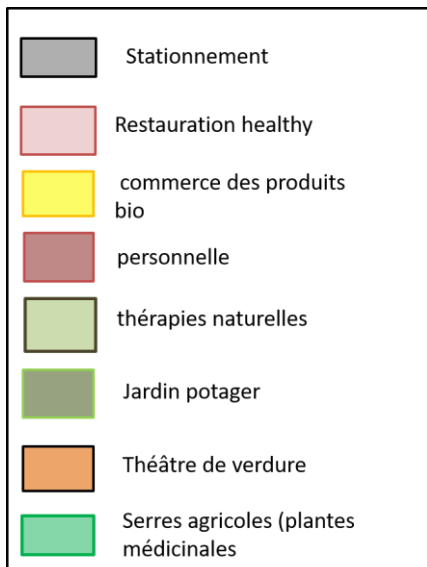 Stationnement
Restauration healthy
commerce des produits
bio
personnelle
thérapies naturelles
Jardin potager
Théâtre de verdure
Serres agricoles (plantes
médicinales